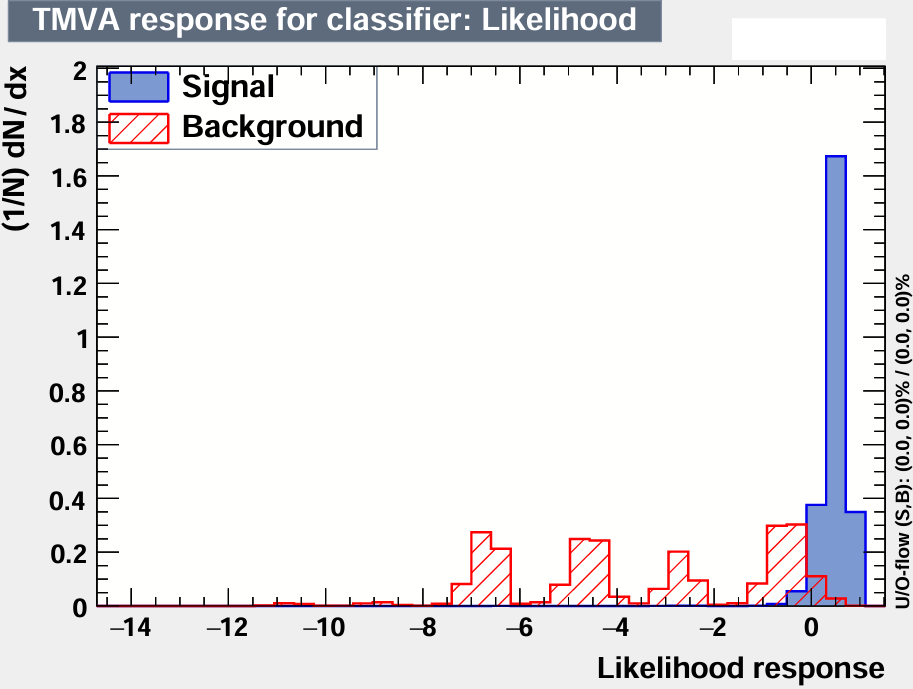 TMVA response for classifier: Likelihood
(1/N) dN / dx
Signal
Background
2
1.8
1.6
1.4
1.2
1
0.8
0.6
0.4
0.2
0
−14 −12 −10 −8 −6 −4 −2 0
Likelihood response
U/O-flow (S,B): (0.0, 0.0)% / (0.0, 0.0)%